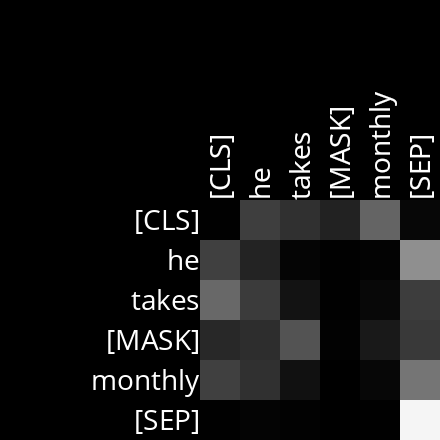 [CLS]
he
takes
[MASK]
monthly
[SEP]
[CLS]
he
takes
[MASK]
monthly
[SEP]